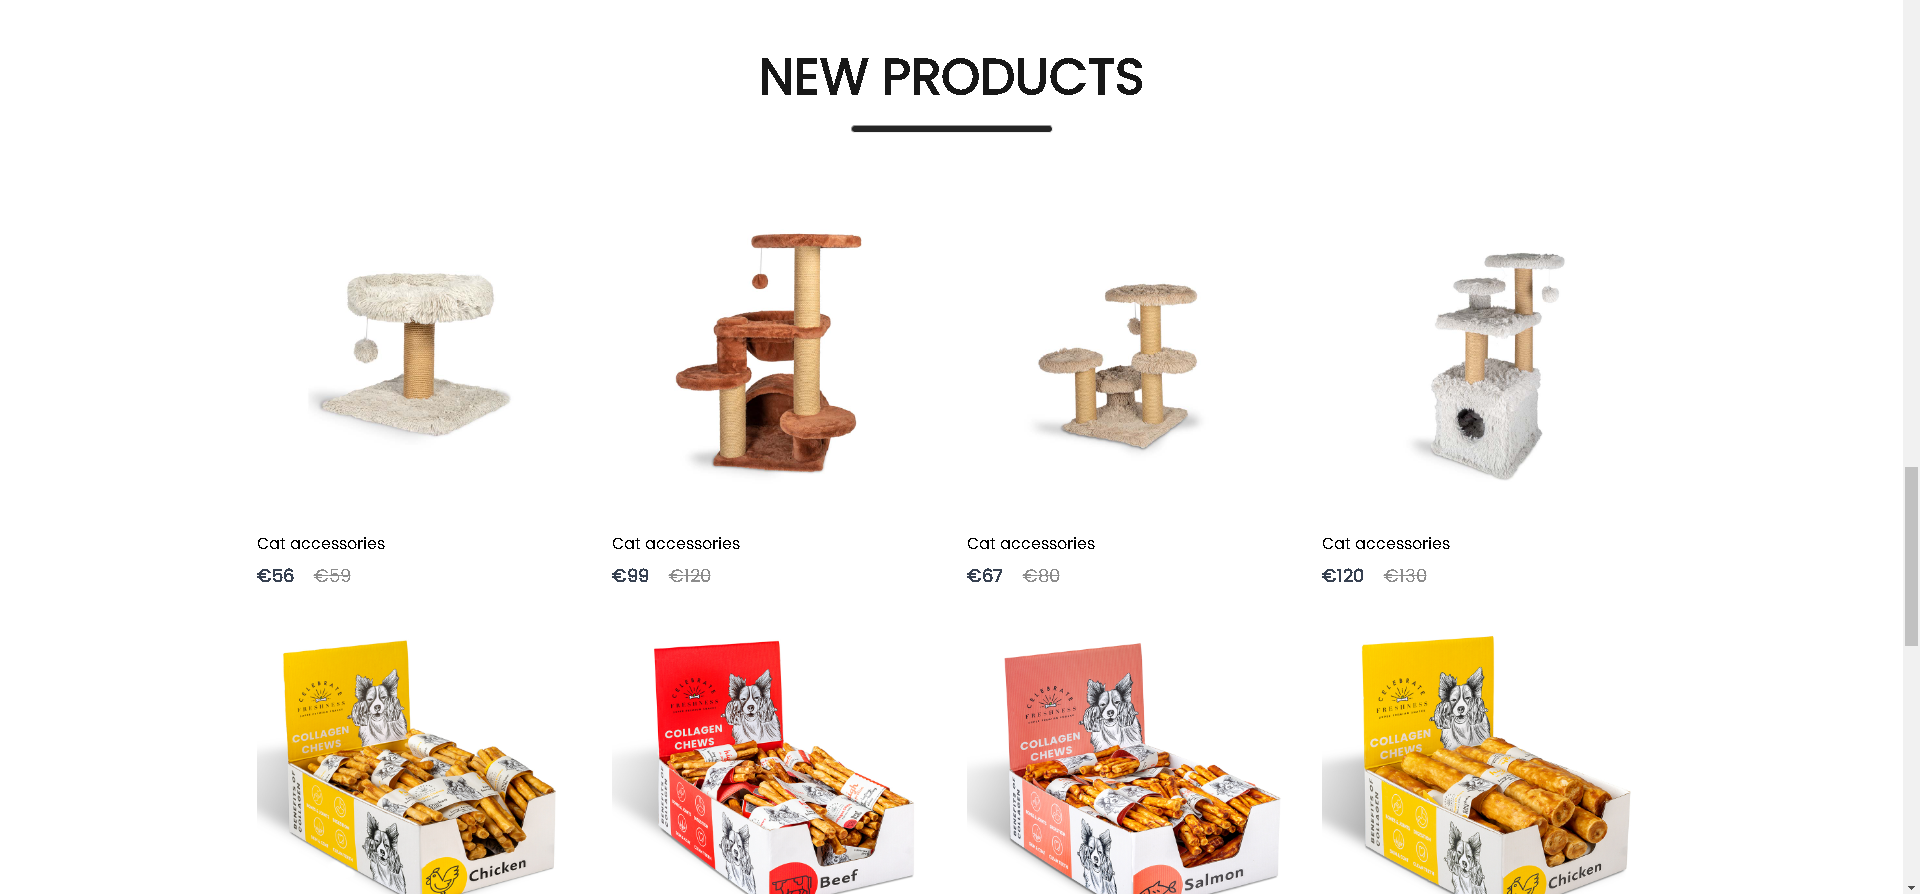 NEW PRODUCTS
Cat accessories
€56 €59
Cat accessories
€99 €120
Cat accessories
€67 €80
Cat accessories
€120 €130
CELEBRATE
FRESHNESS
COLLAGEN
CHEWS
BENEFITS OF
COLLAGEN
Chicken
CELEBRATE
FRESHNESS
COLLAGEN
CHEWS
BENEFITS OF
COLLAGEN
Beef
CELEBRATE
FRESHNESS
COLLAGEN
CHEWS
BENEFITS OF
COLLAGEN
Salmon
CELEBRATE
FRESHNESS
COLLAGEN
CHEWS
BENEFITS OF
COLLAGEN
Chicken